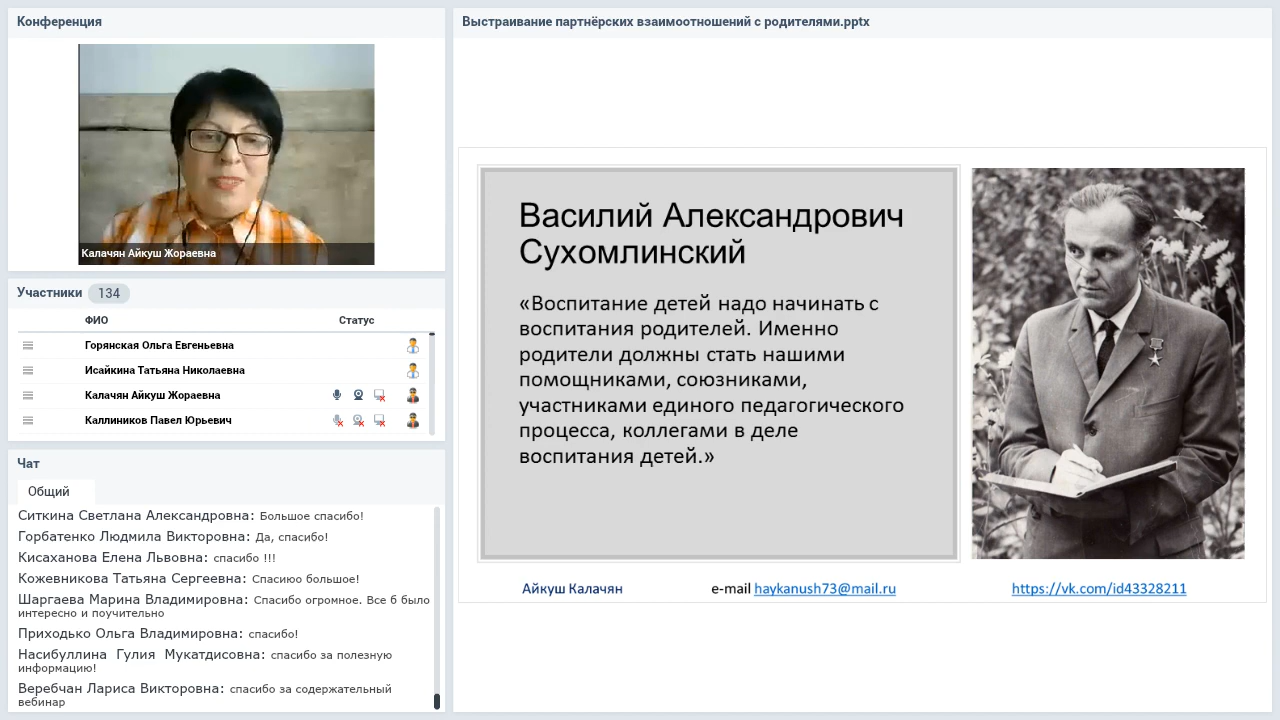 Конференция
Калачян Айкуш Жораевна
Участники 134
ФИО Статус
Горянская Ольга Евгеньевна
Исайкина Татьяна Николаевна
Калачян Айкуш Жораевна
Каллиников Павел Юрьевич
Чат
Общий
Ситкина Светлана Александровна: Большое спасибо!
Горбатенко Людмила Викторовна: Да, спасибо!
Кисаханова Елена Львовна: спасибо !!!
Кожевникова Татьяна Сергеевна: Спасиюо большое!
Шаргаева Марина Владимировна: Спасибо огромное. Все б было
интересно и поучительно
Приходько Ольга Владимировна: спасибо!
Насибуллина Гулия Мукатдисовна: спасибо за полезную
информацию!
Веребчан Лариса Викторовна: спасибо за содержательный
вебинар
Выстраивание партнёрских взаимоотношений с родителями.pptx
Василий Александрович
Сухомлинский
«Воспитание детей надо начинать с
воспитания родителей. Именно
родители должны стать нашими
помощниками, союзниками,
участниками единого педагогического
процесса, коллегами в деле
воспитания детей.»
Айкуш Калачян e-mail haykanush73@mail.ru https://vk.com/id43328211